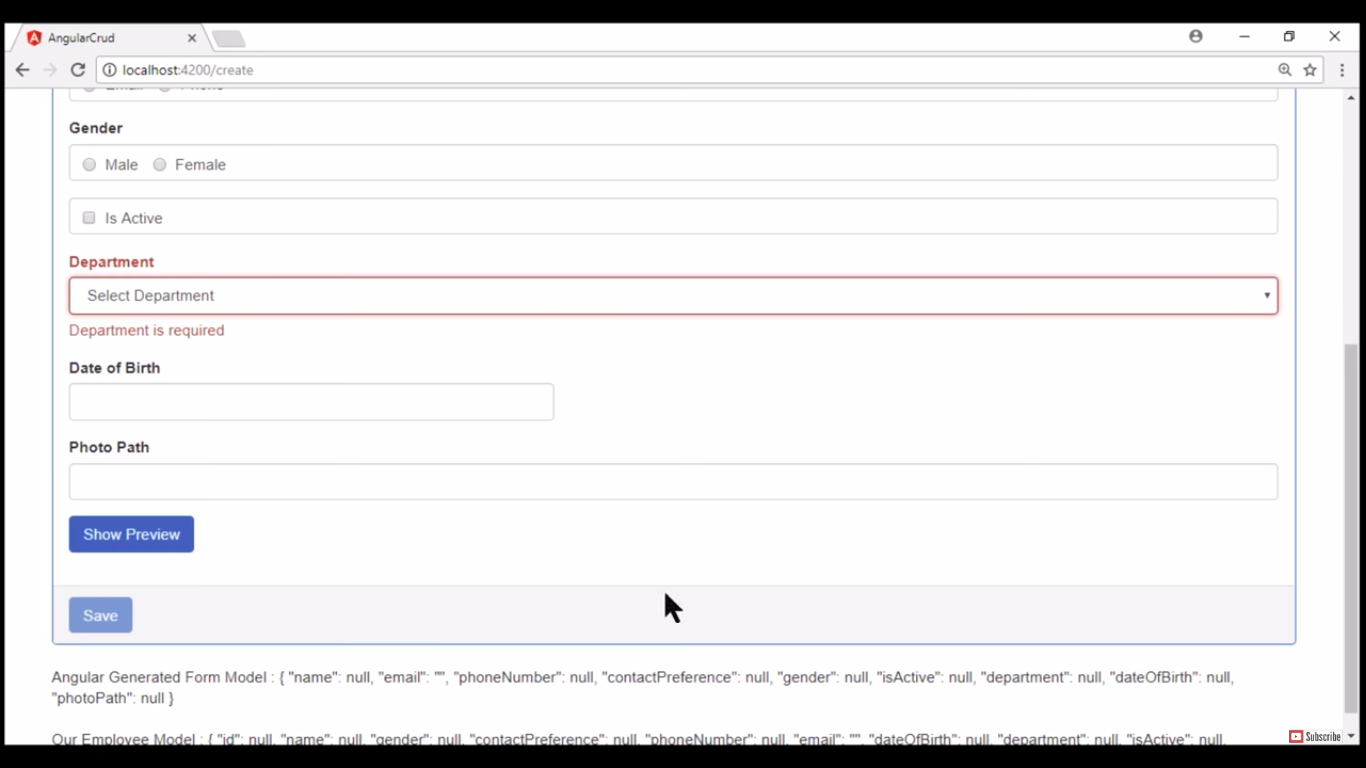 AngularCrud
localhost:4200/create
Email Phone
Gender
Male Female
Is Active
Department
Select Department
Department is required
Date of Birth
Photo Path
Show Preview
Save
Angular Generated Form Model : { "name": null, "email": "", "phoneNumber": null, "contactPreference": null, "gender": null, "isActive": null, "department": null, "dateOfBirth": null,
"photoPath": null }
Our Employee Model : { "id": null, "name": null, "gender": null, "contactPreference": null, "phoneNumber": null, "email": "", "dateOfBirth": null, "department": null, "isActive": null,
Subscribe